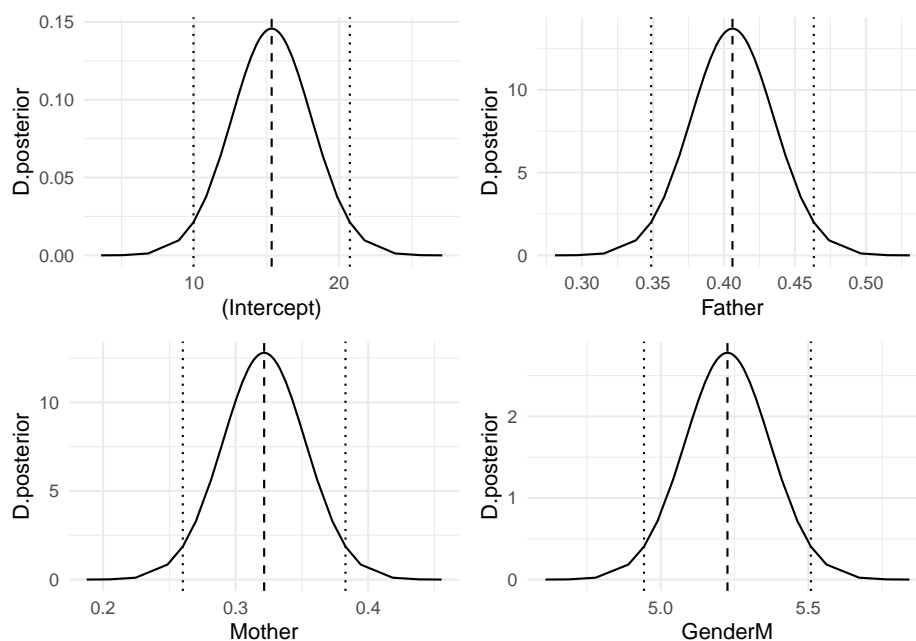 D.posterior
0.15
0.10
0.05
0.00
10 20
(Intercept)
D.posterior
10
5
0
0.30 0.35 0.40 0.45 0.50
Father
D.posterior
10
5
0
0.2 0.3 0.4
Mother
D.posterior
2
1
0
5.0 5.5
GenderM